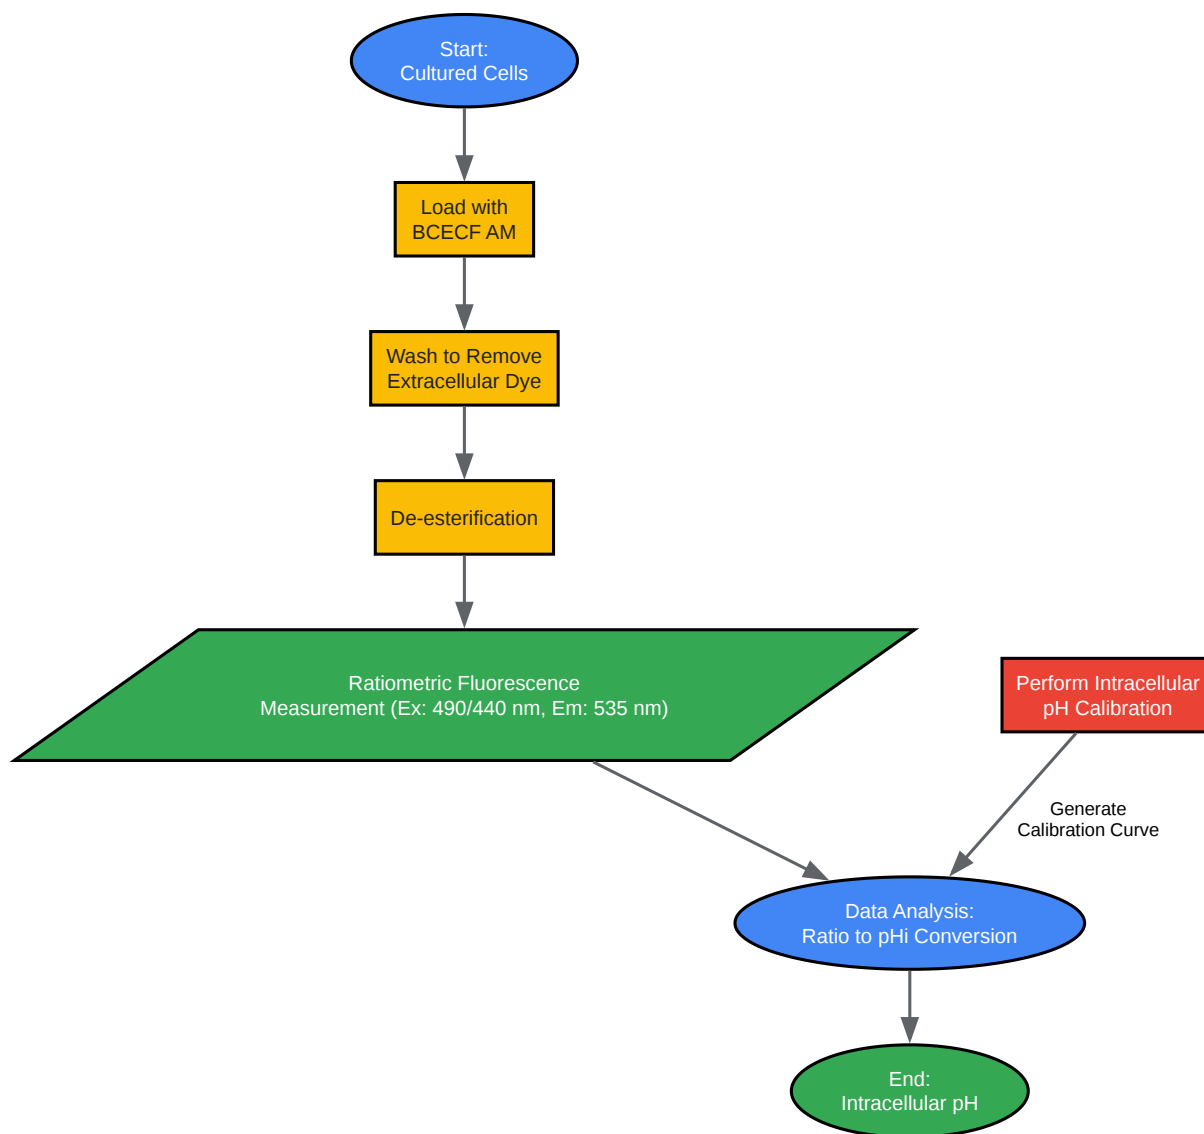 Start:
Cultured Cells
Load with
BCECF AM
Wash to Remove
Extracellular Dye
De-esterification
Ratiometric Fluorescence
Measurement (Ex: 490/440 nm, Em: 535 nm)
Perform Intracellular
pH Calibration
Generate
Calibration Curve
Data Analysis:
Ratio to pHi Conversion
End:
Intracellular pH